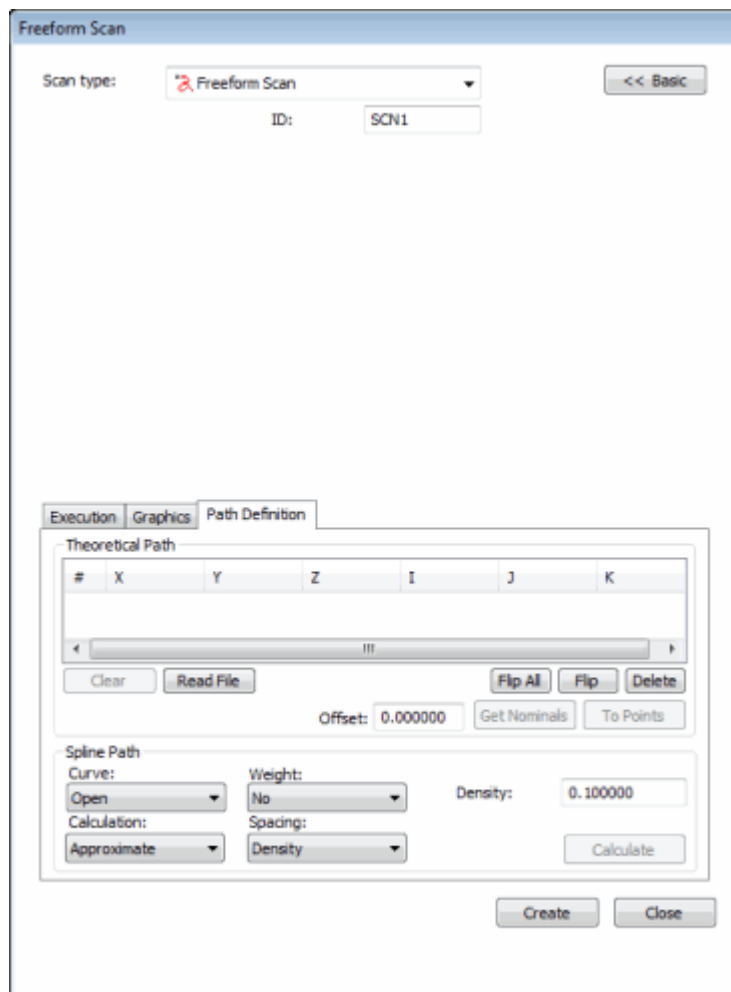 Freeform Scan
Scan type: Freeform Scan << Basic
ID: SCN1
Execution Graphics Path Definition
Theoretical Path
# X Y Z I J K
Clear Read File Flip All Flip Delete
Offset: 0.000000 Get Nominals To Points
Spline Path
Curve: Weight:
Open No Density: 0.100000
Calculation: Spacing:
Approximate Density Calculate
Create Close